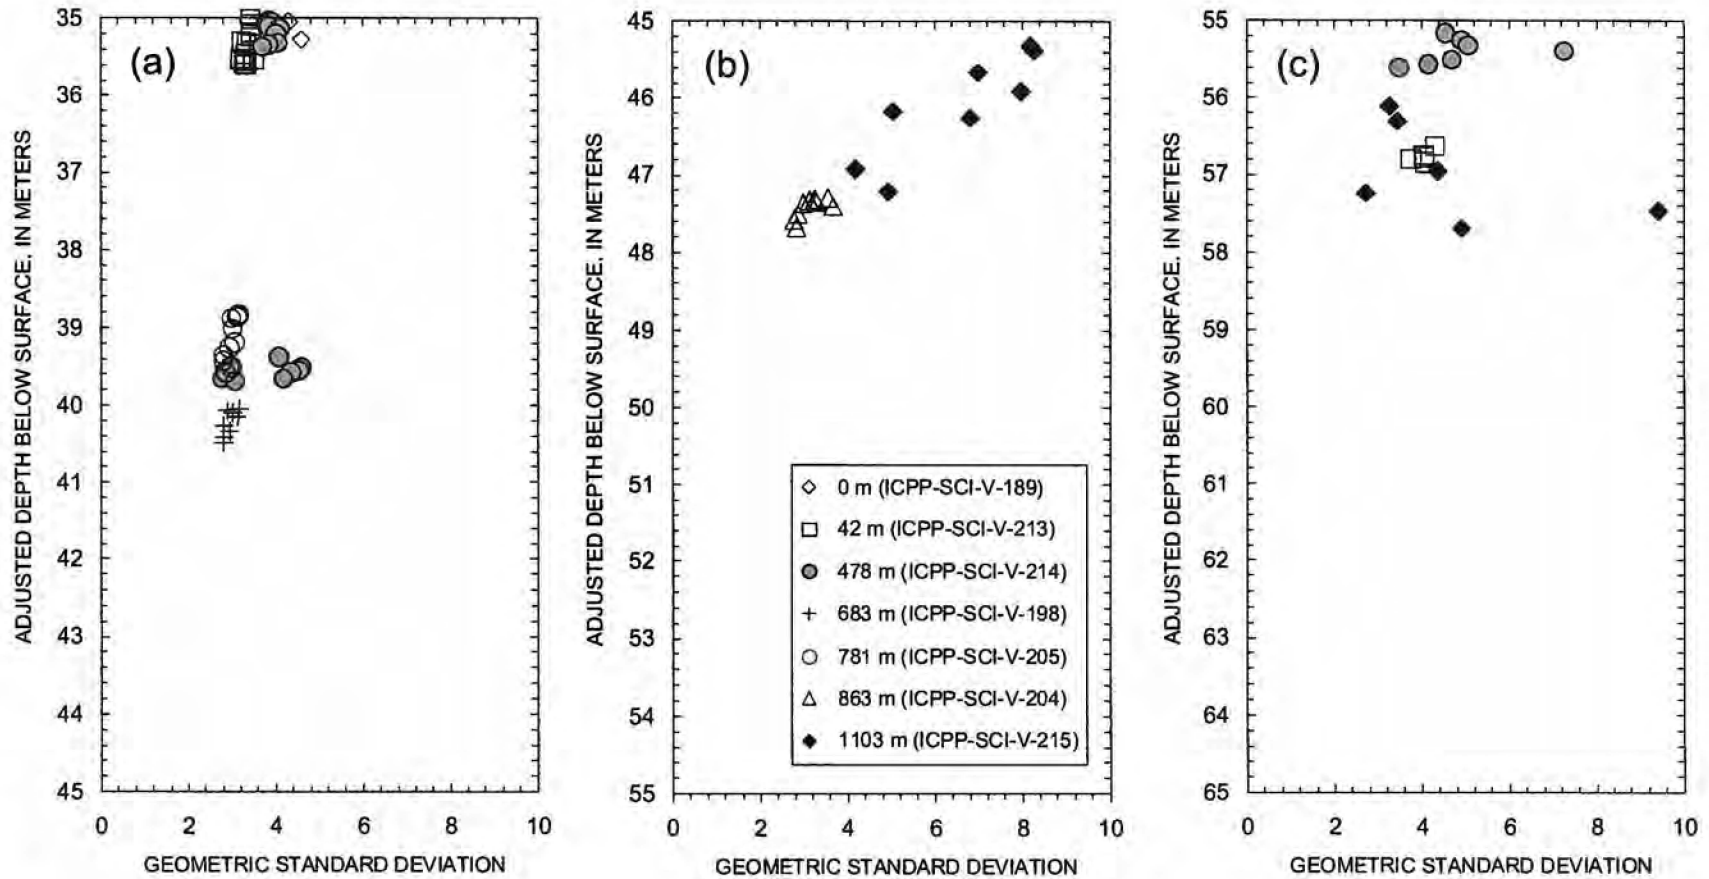 (a)
35
36
37
38
39
40
41
42
43
44
45
0 2 4 6 8 10
ADJUSTED DEPTH BELOW SURFACE, IN METERS
GEOMETRIC STANDARD DEVIATION
(b)
45
46
47
48
49
50
51
52
53
54
55
0 2 4 6 8 10
ADJUSTED DEPTH BELOW SURFACE, IN METERS
GEOMETRIC STANDARD DEVIATION
0 m (ICPP-SCI-V-189)
42 m (ICPP-SCI-V-213)
478 m (ICPP-SCI-V-214)
683 m (ICPP-SCI-V-198)
781 m (ICPP-SCI-V-205)
863 m (ICPP-SCI-V-204)
1103 m (ICPP-SCI-V-215)
(c)
55
56
57
58
59
60
61
62
63
64
65
0 2 4 6 8 10
ADJUSTED DEPTH BELOW SURFACE, IN METERS
GEOMETRIC STANDARD DEVIATION